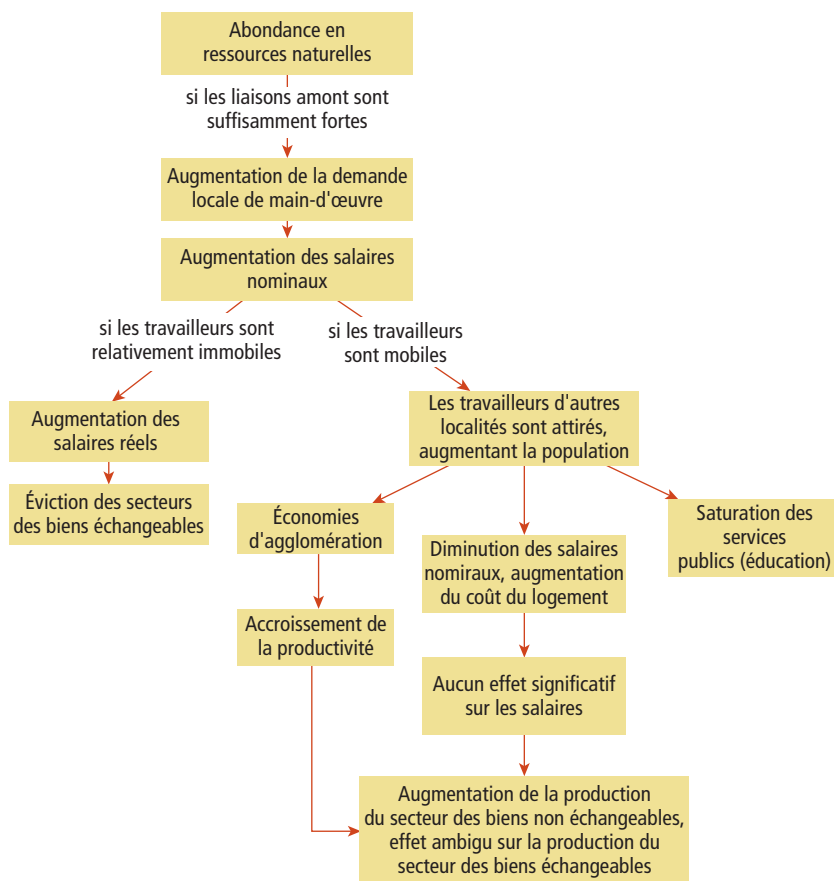 Abondance en
ressources naturelles
si les liaisons amont sont
suffisamment fortes
Augmentation de la demande
locale de main-d'œuvre
Augmentation des salaires
nominaux
si les travailleurs sont
relativement immobiles
si les travailleurs
sont mobiles
Augmentation des
salaires réels
Éviction des secteurs
des biens échangeables
Les travailleurs d'autres
localités sont attirés,
augmentant la population
Économies
d'agglomération
Accroissement de
la productivité
Diminution des salaires
nomiraux, augmentation
du coût du logement
Saturation des
services
publics (éducation)
Aucun effet significatif
sur les salaires
Augmentation de la production
du secteur des biens non échangeables,
effet ambigu sur la production du
secteur des biens échangeables